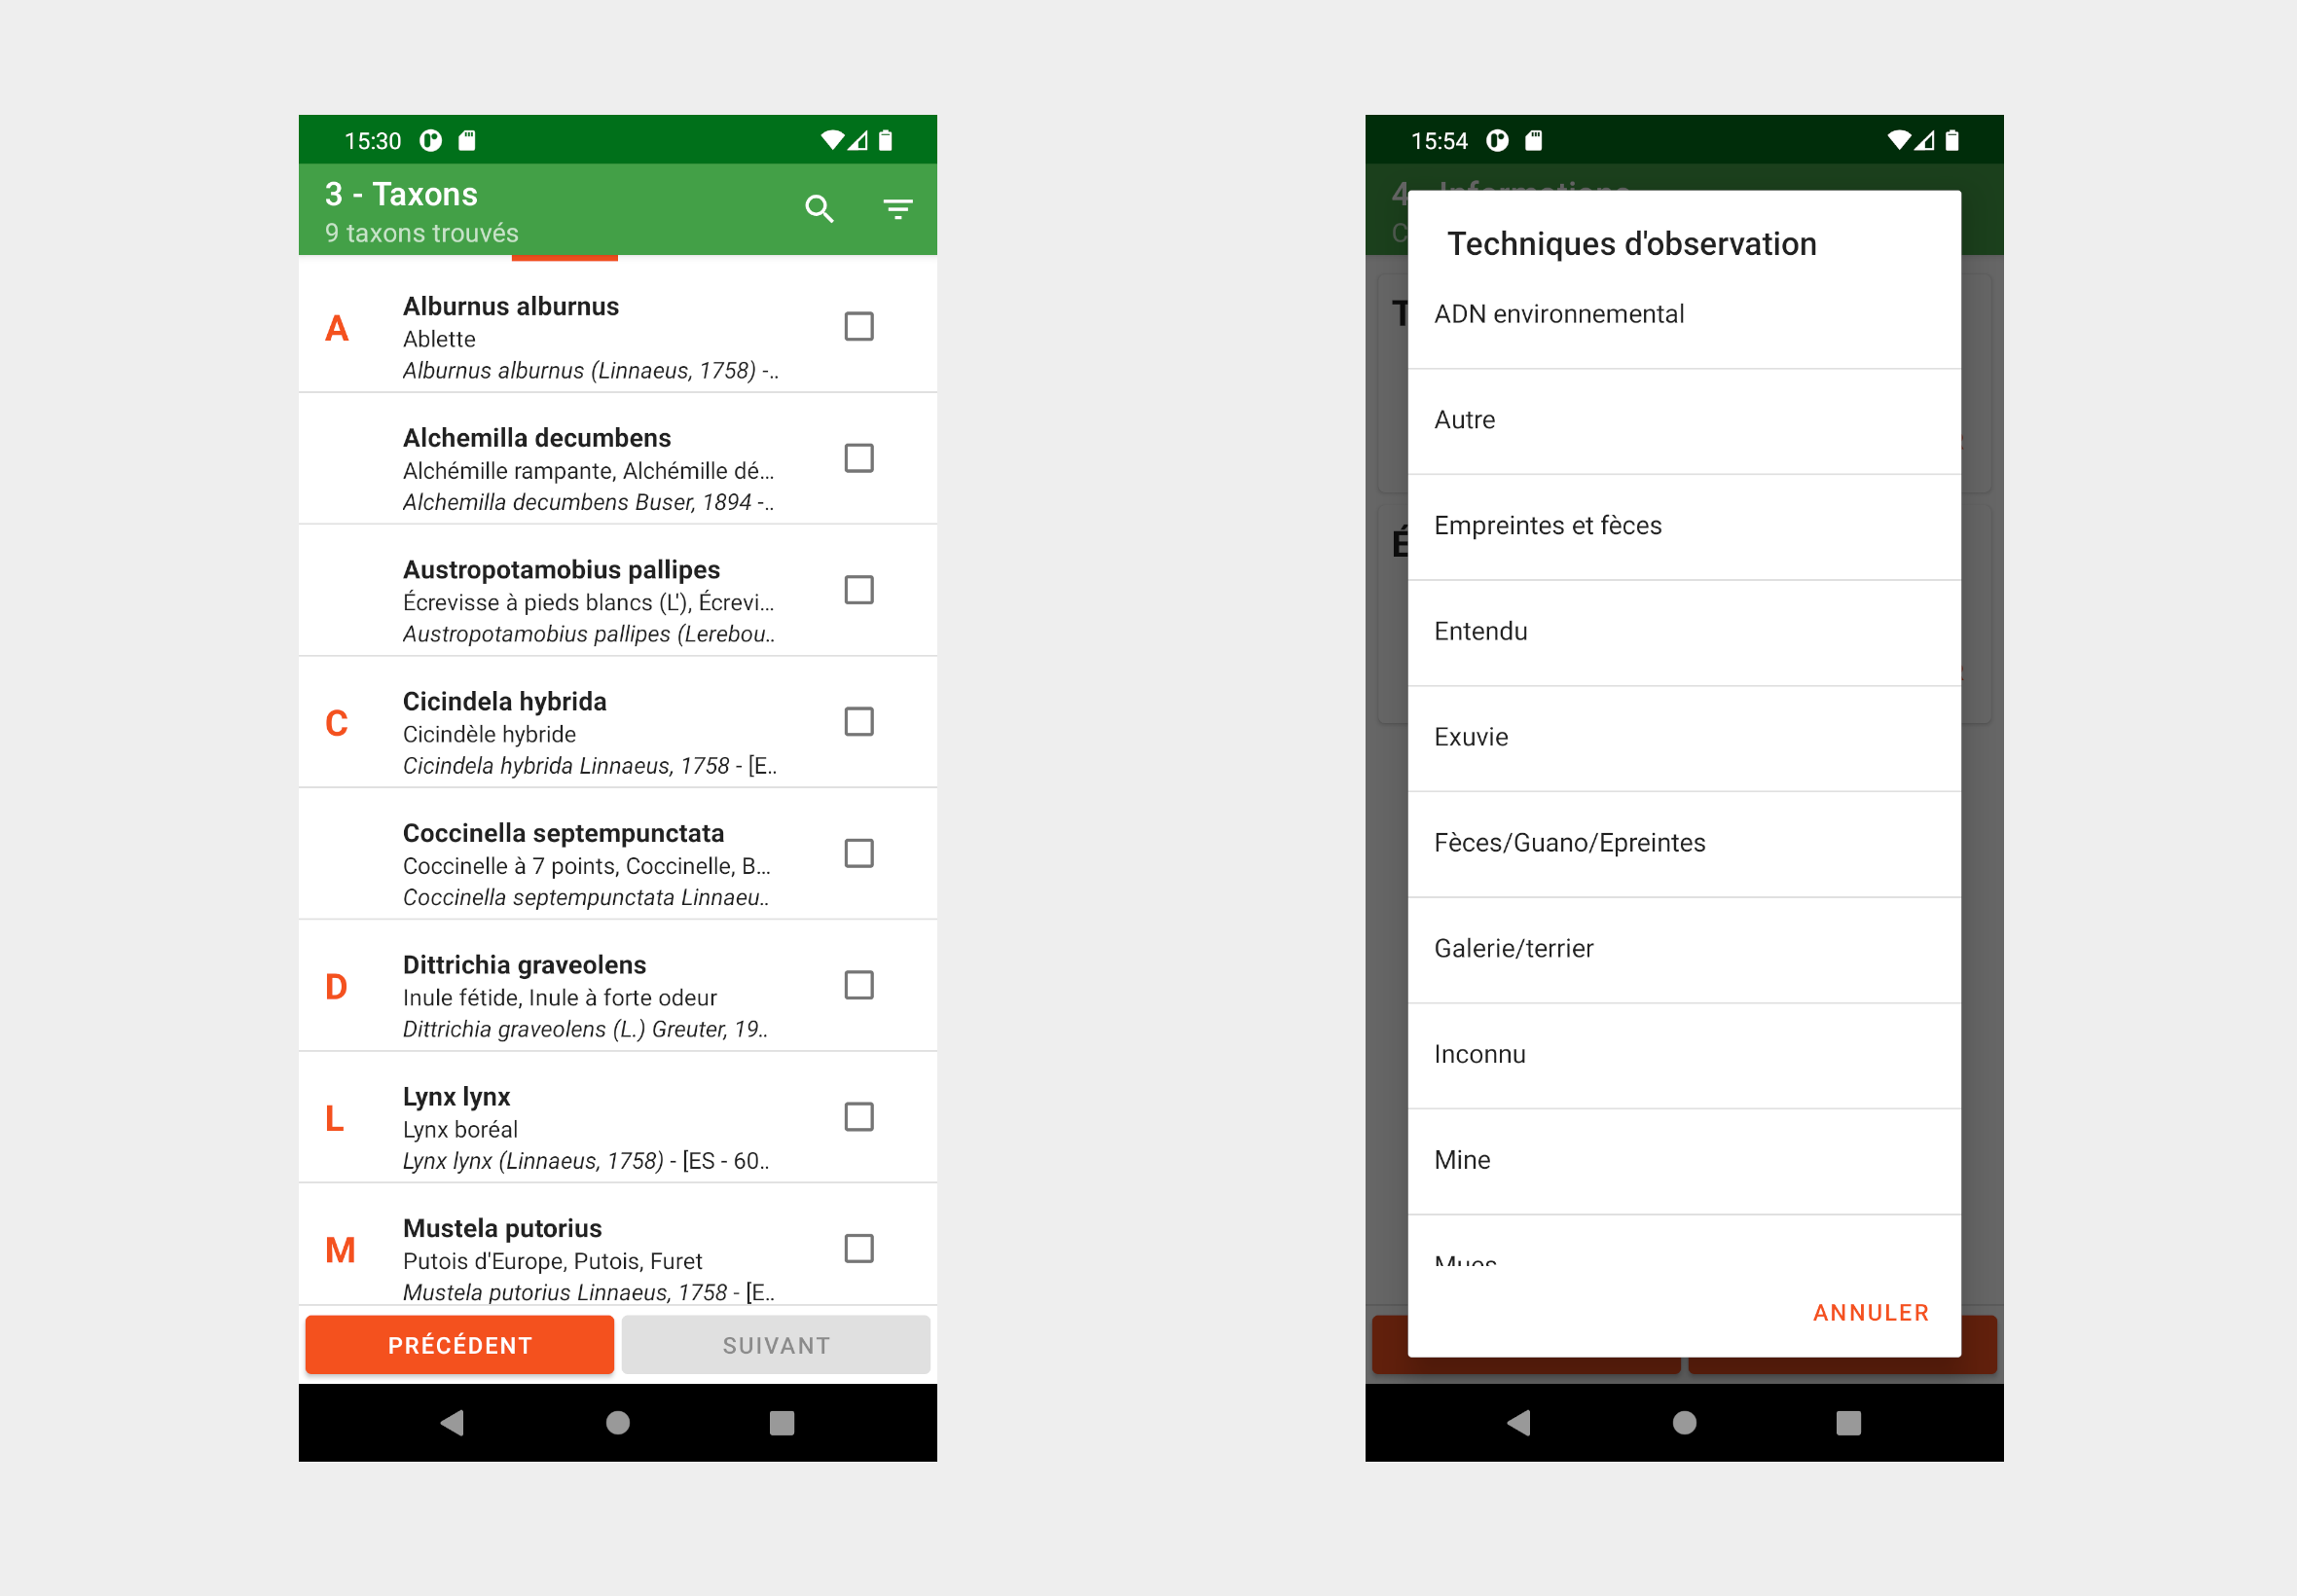 15:30
3 - Taxons
9 taxons trouvés
A
Alburnus alburnus
Ablette
Alburnus alburnus (Linnaeus, 1758) -..
Alchemilla decumbens
Alchémille rampante, Alchémille dé...
Alchemilla decumbens Buser, 1894 -..
Austropotamobius pallipes
Écrevisse à pieds blancs (L'), Écrevi...
Austropotamobius pallipes (Lerebou..
C
Cicindela hybrida
Cicindèle hybride
Cicindela hybrida Linnaeus, 1758 - [E..
Coccinella septempunctata
Coccinelle à 7 points, Coccinelle, B...
Coccinella septempunctata Linnaeu..
D
Dittrichia graveolens
Inule fétide, Inule à forte odeur
Dittrichia graveolens (L.) Greuter, 19..
L
Lynx lynx
Lynx boréal
Lynx lynx (Linnaeus, 1758) - [ES - 60..
M
Mustela putorius
Putois d'Europe, Putois, Furet
Mustela putorius Linnaeus, 1758 - [E..
PRÉCÉDENT
SUIVANT
15:54
4 - Informations
C
Techniques d'observation
T
ADN environnemental
Autre
Empreintes et fèces
É
Entendu
Exuvie
Fèces/Guano/Epreintes
Galerie/terrier
Inconnu
Mine
Mues
ANNULER